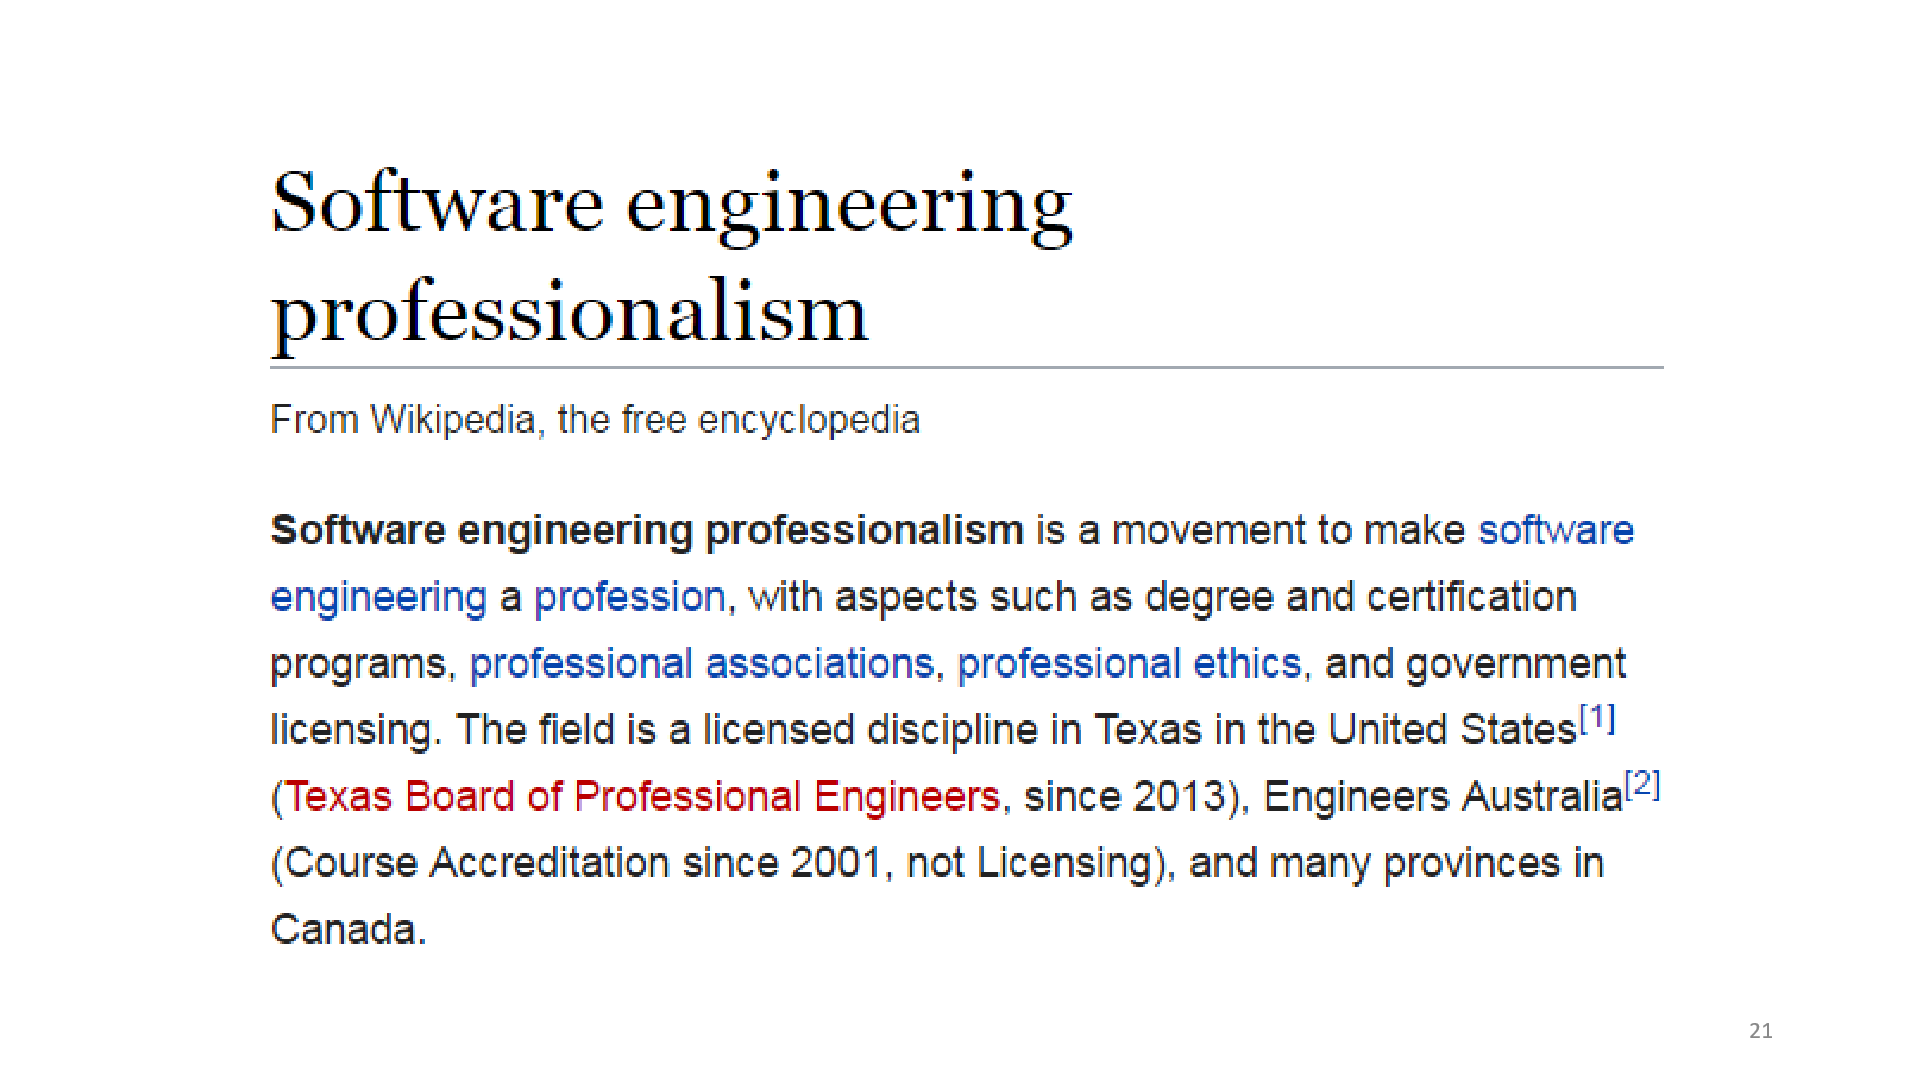 Software engineering
professionalism
From Wikipedia, the free encyclopedia
Software engineering professionalism is a movement to make software
engineering a profession, with aspects such as degree and certification
programs, professional associations, professional ethics, and government
licensing. The field is a licensed discipline in Texas in the United States[1]
(Texas Board of Professional Engineers, since 2013), Engineers Australia[2]
(Course Accreditation since 2001, not Licensing), and many provinces in
Canada.
21